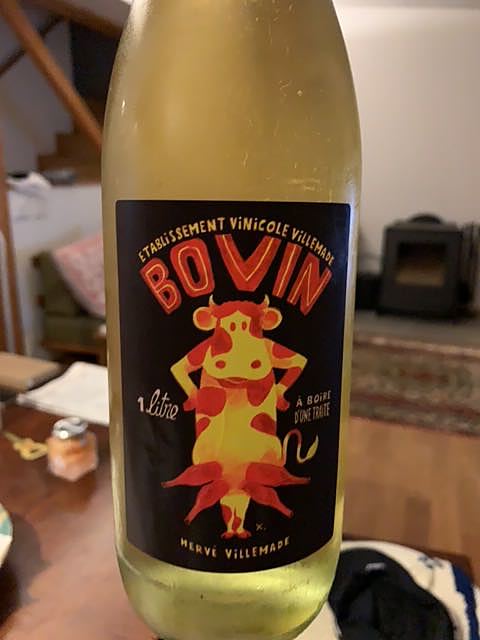 ETABLISSEMENT ViNiCOLE ViLLEMADE
BOVIN
1 litre
À BOiRE
D'UNE TRAiTE
x.
HERVÉ ViLLEMADE